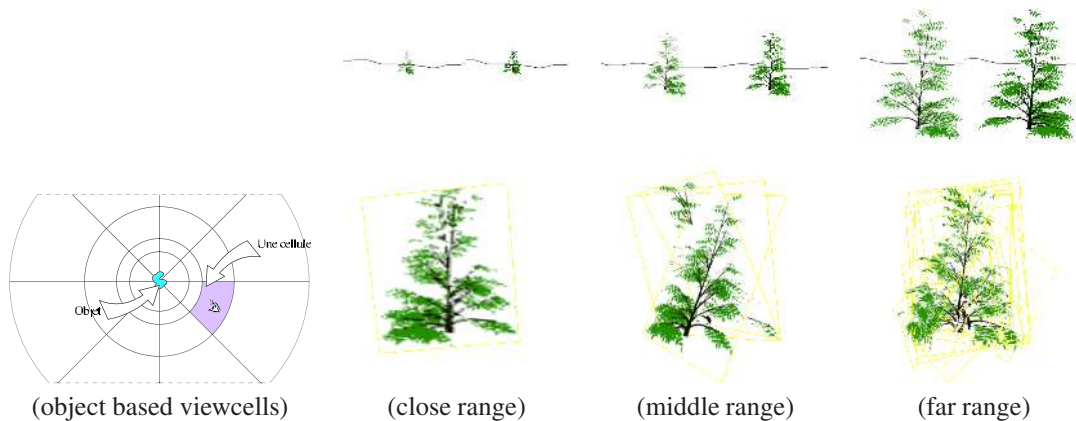 Une cellule
Objet
(object based viewcells)
(close range)
(middle range)
(far range)